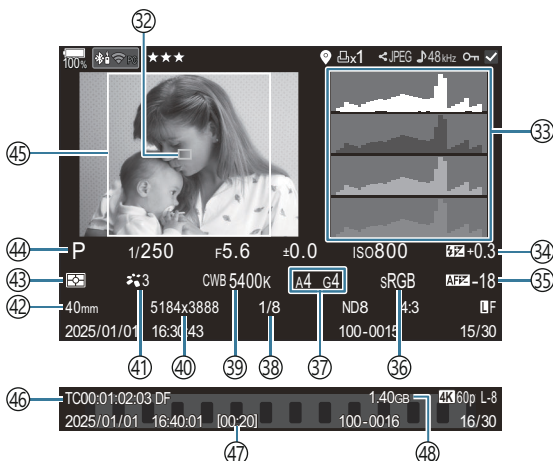 32
100% PC ★★★ x1 JPEG 48kHz
33
45
44 P 1/250 F5.6 ±0.0 ISO800 +0.3 34
43 3 CWB 5400K A4 G4 sRGB AFZ -18 35
42 40mm 5184x3888 1/8 ND8 4:3 LF
2025/01/01 16:30:43 100-0015 15/30
41 40 39 38 37 36
46 TC00:01:02:03 DF 1.40GB 4K 60p L-8
2025/01/01 16:40:01 [00:20] 100-0016 16/30
47 48